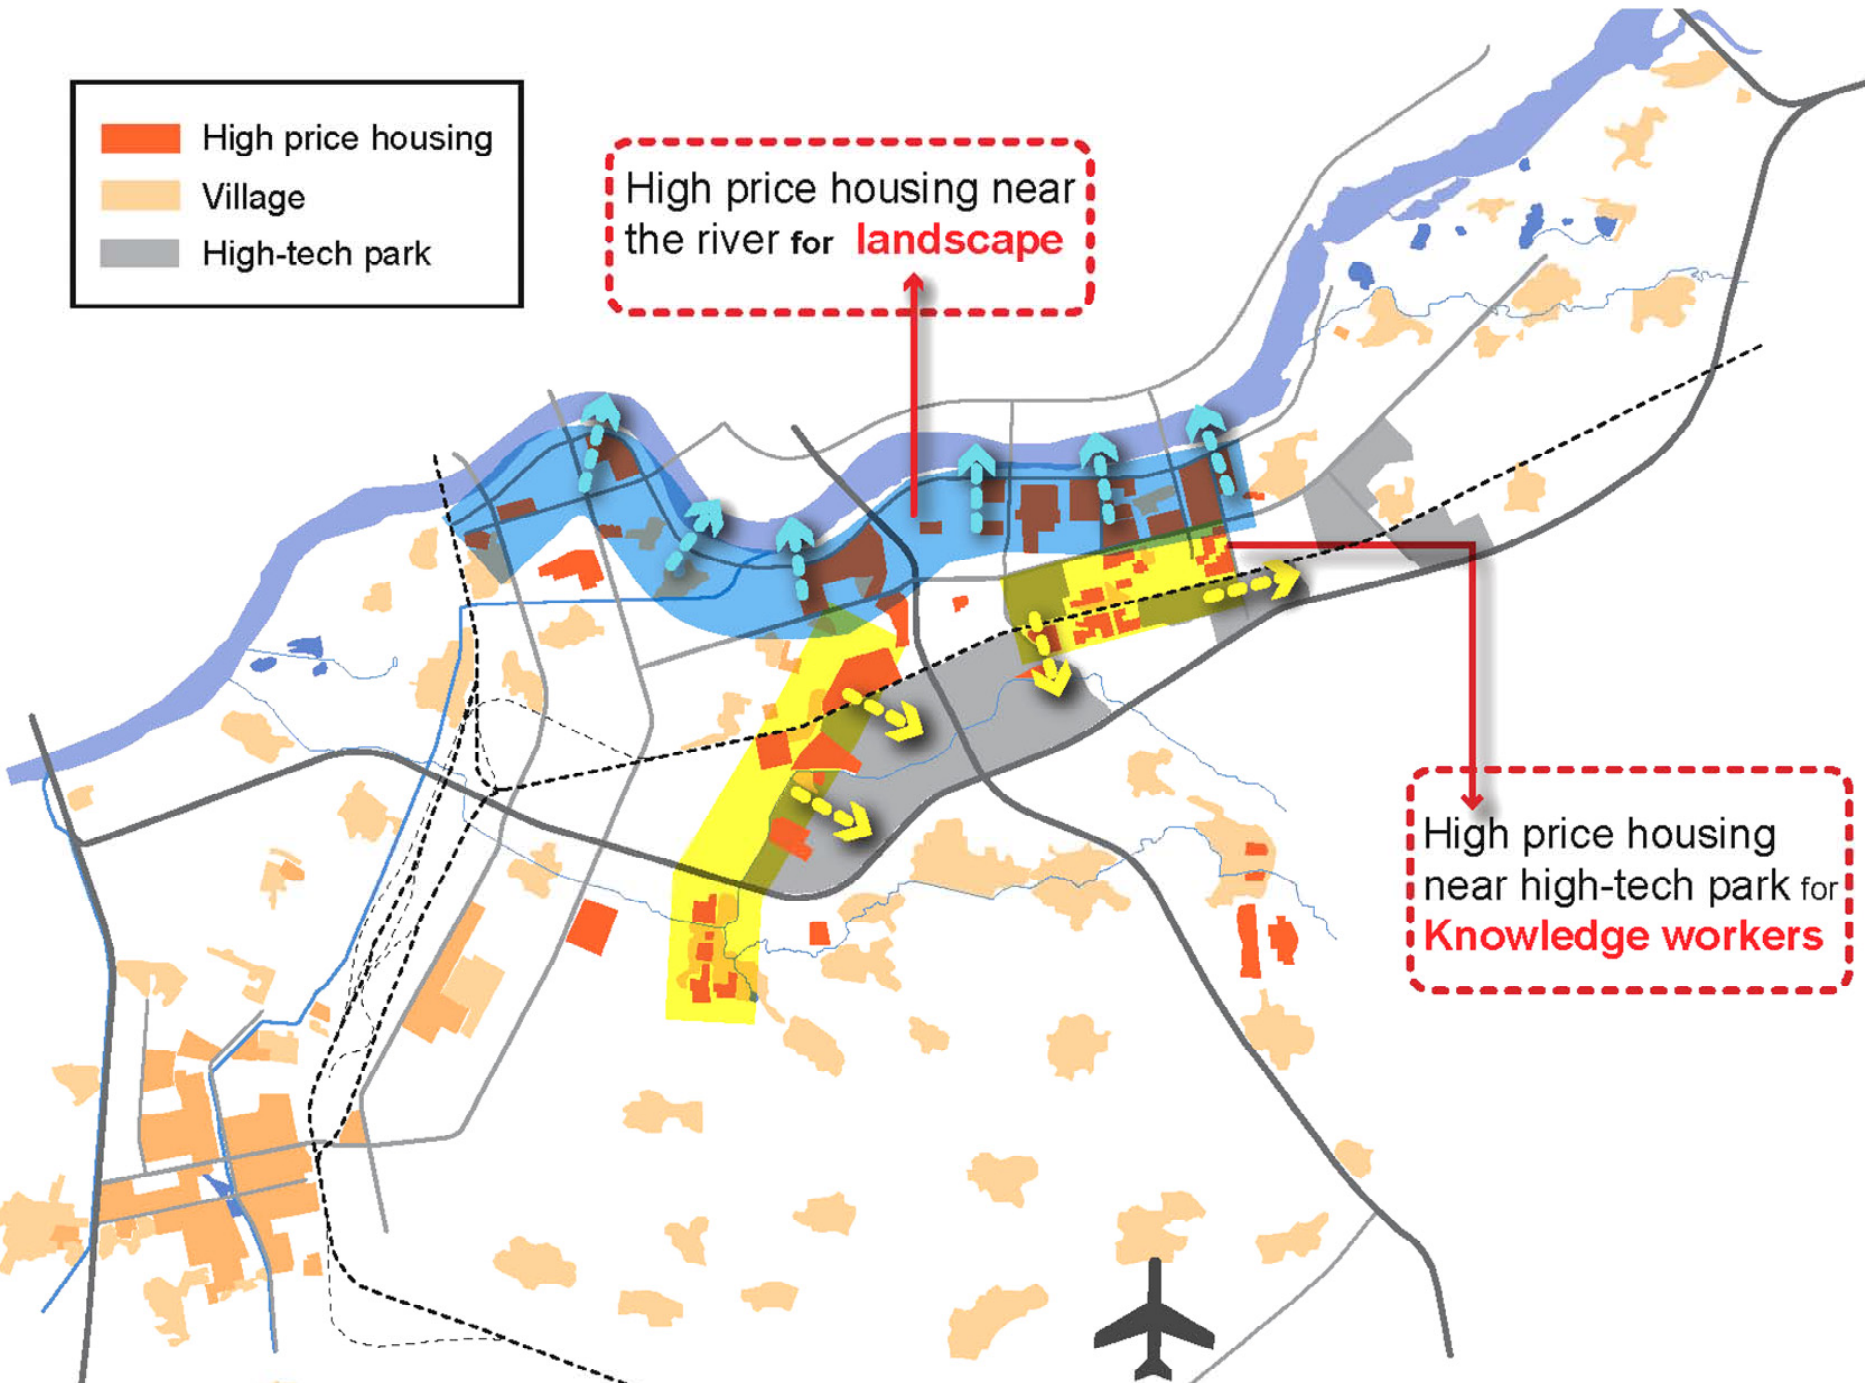 High price housing
Village
High-tech park
High price housing near
the river for landscape
High price housing
near high-tech park for
Knowledge workers